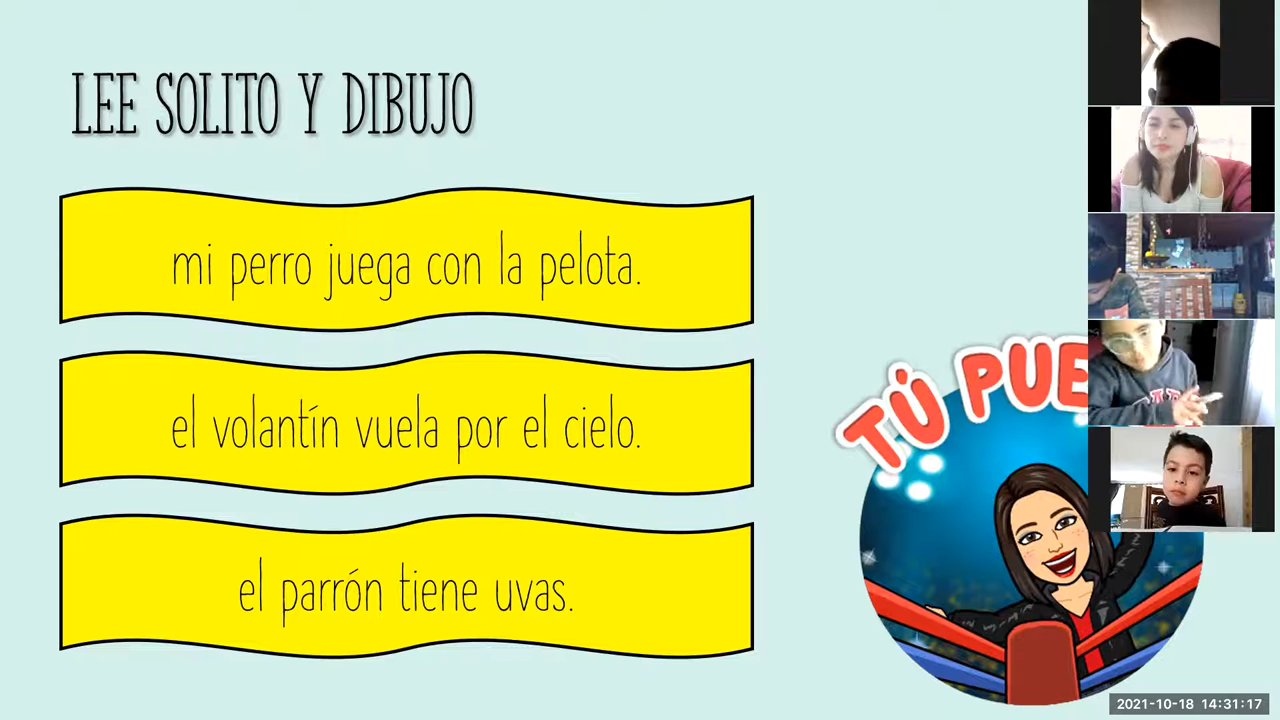 LEE SOLITO Y DIBUJO
mi perro juega con la pelota.
el volantín vuela por el cielo.
el parrón tiene uvas.
TÚ PUE
2021-10-18 14:31:17